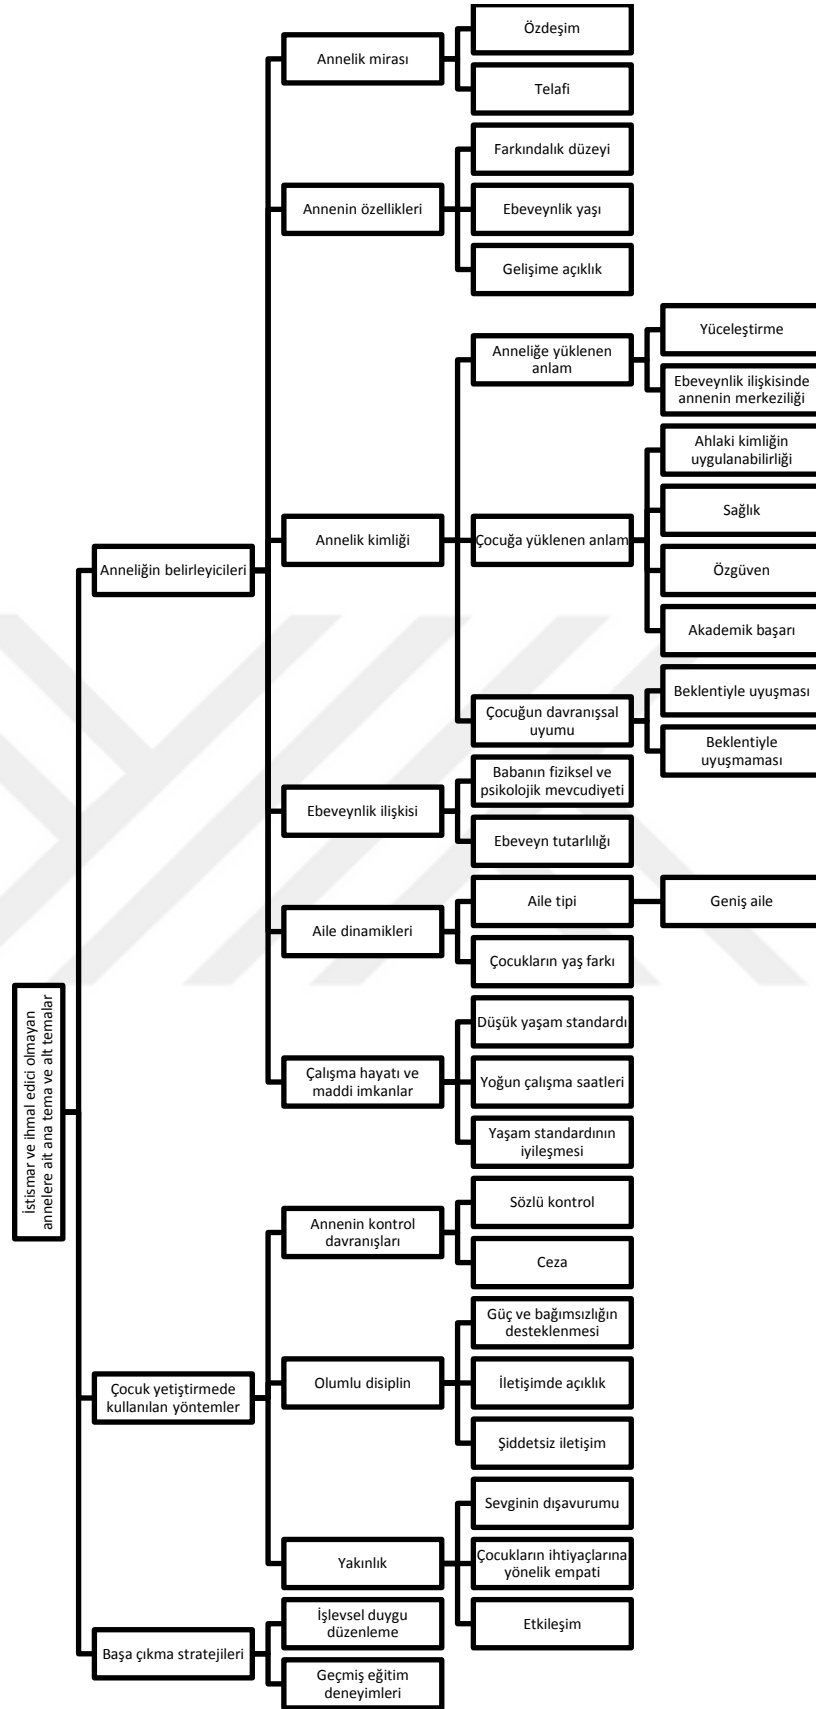 İstismar ve ihmal edici olmayan
annelere ait ana tema ve alt temalar
Anneliğin belirleyicileri
Annelik mirası
Özdeşim
Telafi
Annenin özellikleri
Farkındalık düzeyi
Ebeveynlik yaşı
Gelişime açıklık
Annelik kimliği
Anneliğe yüklenen
anlam
Yüceleştirme
Ebeveynlik ilişkisinde
annenin merkeziliği
Çocuğa yüklenen anlam
Ahlaki kimliğin
uygulanabilirliği
Sağlık
Özgüven
Akademik başarı
Çocuğun davranışsal
uyumu
Beklentiyle uyuşması
Beklentiyle
uyuşmaması
Ebeveynlik ilişkisi
Babanın fiziksel ve
psikolojik mevcudiyeti
Ebeveyn tutarlılığı
Aile dinamikleri
Aile tipi
Geniş aile
Çocukların yaş farkı
Çalışma hayatı ve
maddi imkanlar
Düşük yaşam standardı
Yoğun çalışma saatleri
Yaşam standardının
iyileşmesi
Çocuk yetiştirmede
kullanılan yöntemler
Annenin kontrol
davranışları
Sözlü kontrol
Ceza
Olumlu disiplin
Güç ve bağımsızlığın
desteklenmesi
İletişimde açıklık
Şiddetsiz iletişim
Yakınlık
Sevginin dışavurumu
Çocukların ihtiyaçlarına
yönelik empati
Etkileşim
Başa çıkma stratejileri
İşlevsel duygu
düzenleme
Geçmiş eğitim
deneyimleri